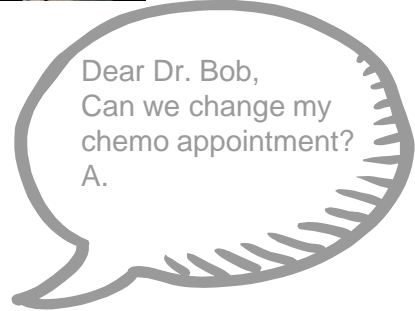 Dear Dr. Bob,
Can we change my
chemo appointment?
A.